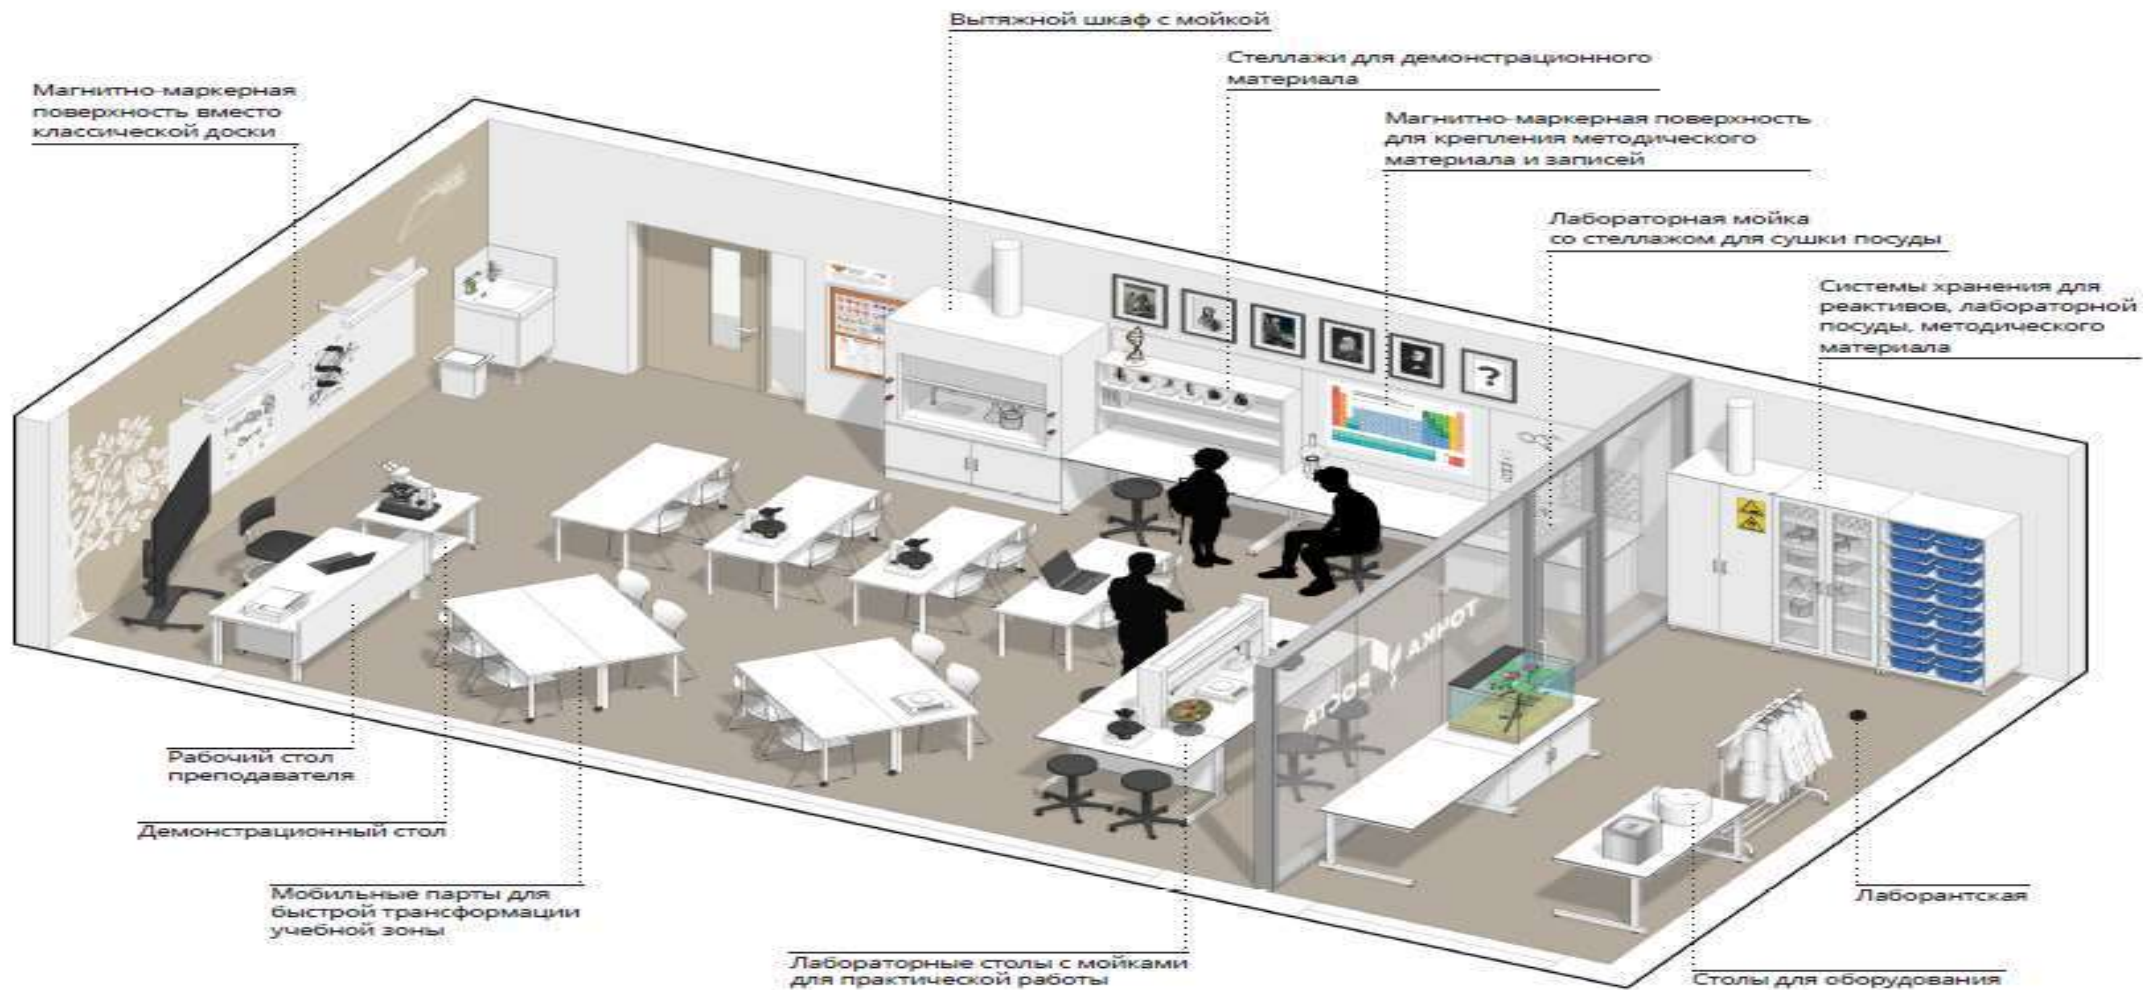 Вытяжной шкаф с мойкой
Стеллажи для демонстрационного
материала
Магнитно-маркерная
поверхность вместо
классической доски
Магнитно-маркерная поверхность
для крепления методического
материала и записей
Лабораторная мойка
со стеллажом для сушки посуды
Системы хранения для
реактивов, лабораторной
посуды, методического
материала
?
ТОЧКА
РОСТА
Рабочий стол
преподавателя
Демонстрационный стол
Мобильные парты для
быстрой трансформации
учебной зоны
Лабораторные столы с мойками
для практической работы
Лаборантская
Столы для оборудования